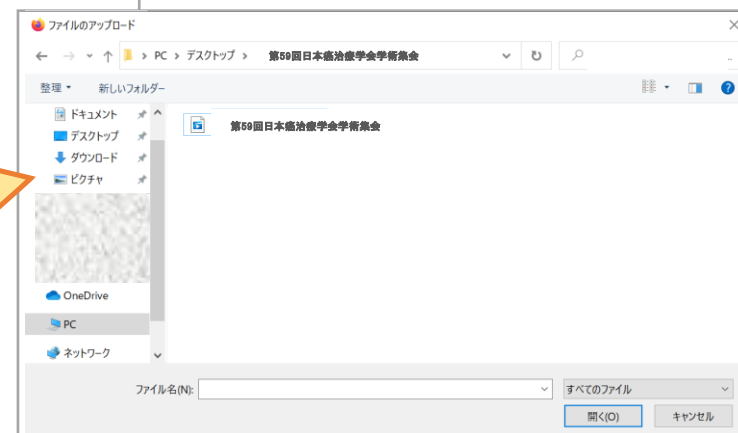 ファイルのアップロード
PC > デスクトップ > 第59回日本癌治療学会学術集会
整理 新しいフォルダー
ドキュメント
第59回日本癌治療学会学術集会
デスクトップ
ダウンロード
ピクチャ
OneDrive
PC
ネットワーク
ファイル名(N):
すべてのファイル
開く(O) キャンセル